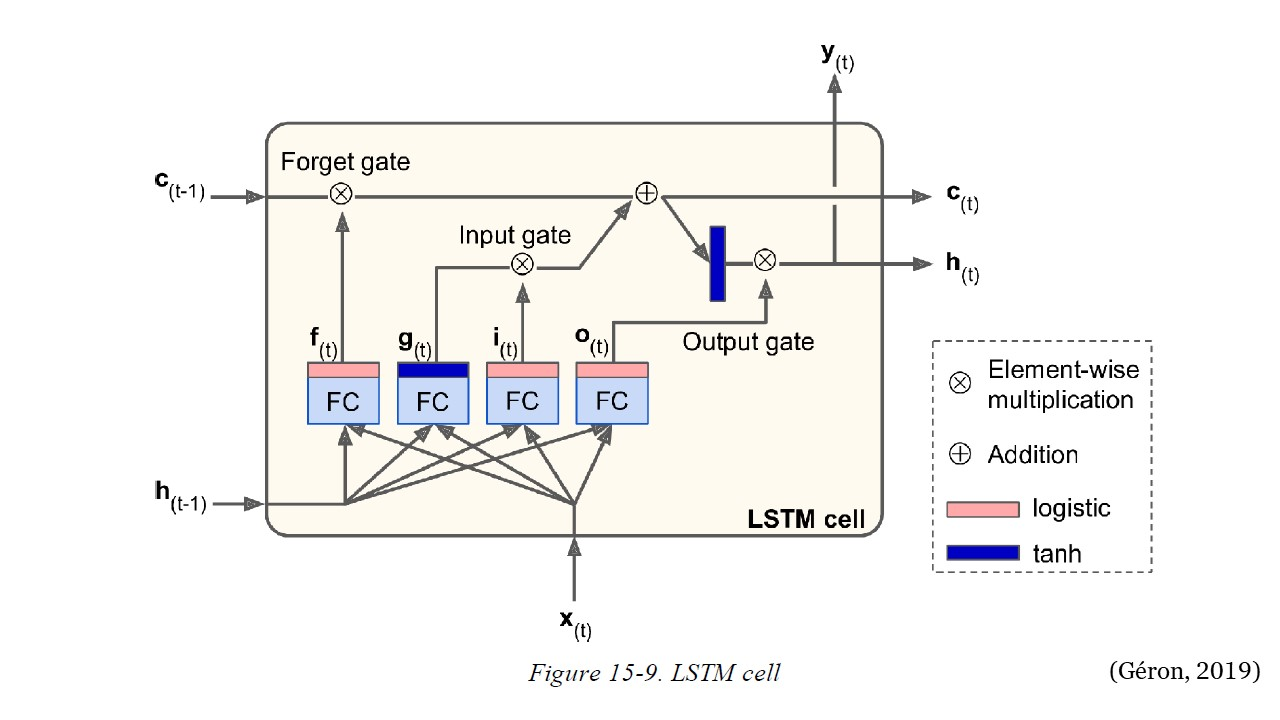 y(t)
Forget gate
c(t-1)
c(t)
Input gate
h(t)
f(t)
g(t)
i(t)
o(t)
Output gate
FC
FC
FC
FC
h(t-1)
LSTM cell
x(t)
Element-wise
multiplication
Addition
logistic
tanh
Figure 15-9. LSTM cell
(Géron, 2019)